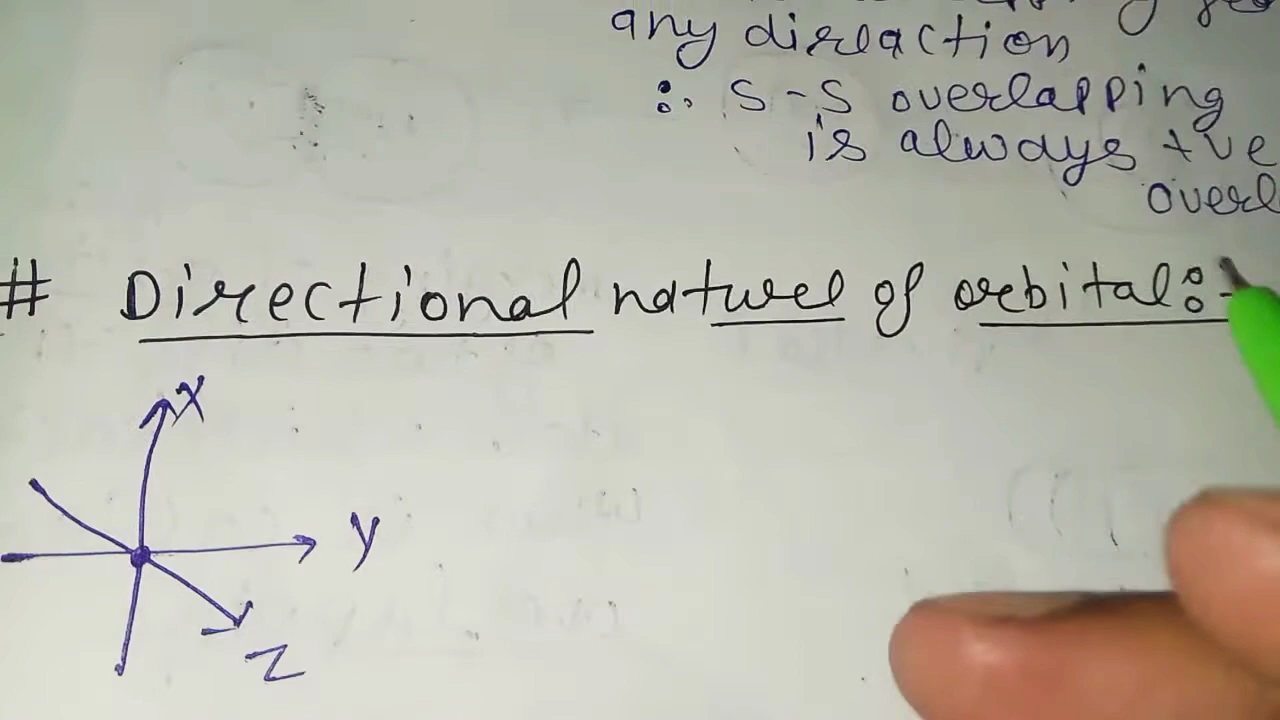 any direction
∴ S-S overlapping
is always +ve
# Directional nature of orbital:-
X
y
Z